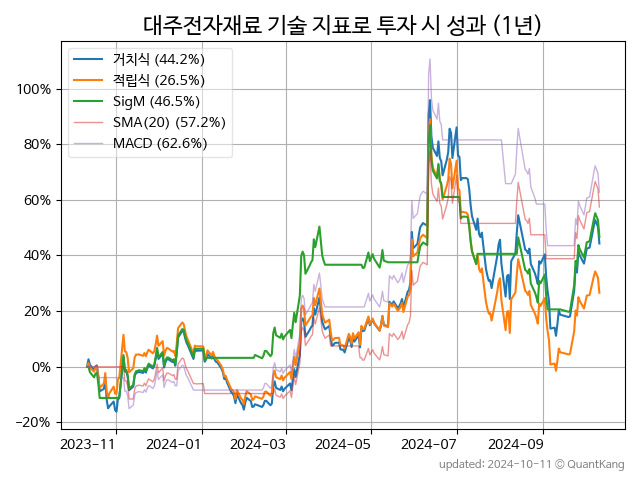 대주전자재료 기술 지표로 투자 시 성과 (1년)
거치식 (44.2%)
적립식 (26.5%)
SigM (46.5%)
SMA(20) (57.2%)
MACD (62.6%)
100%
80%
60%
40%
20%
0%
−20%
2023-11
2024-01
2024-03
2024-05
2024-07
2024-09
updated: 2024-10-11 © QuantKang